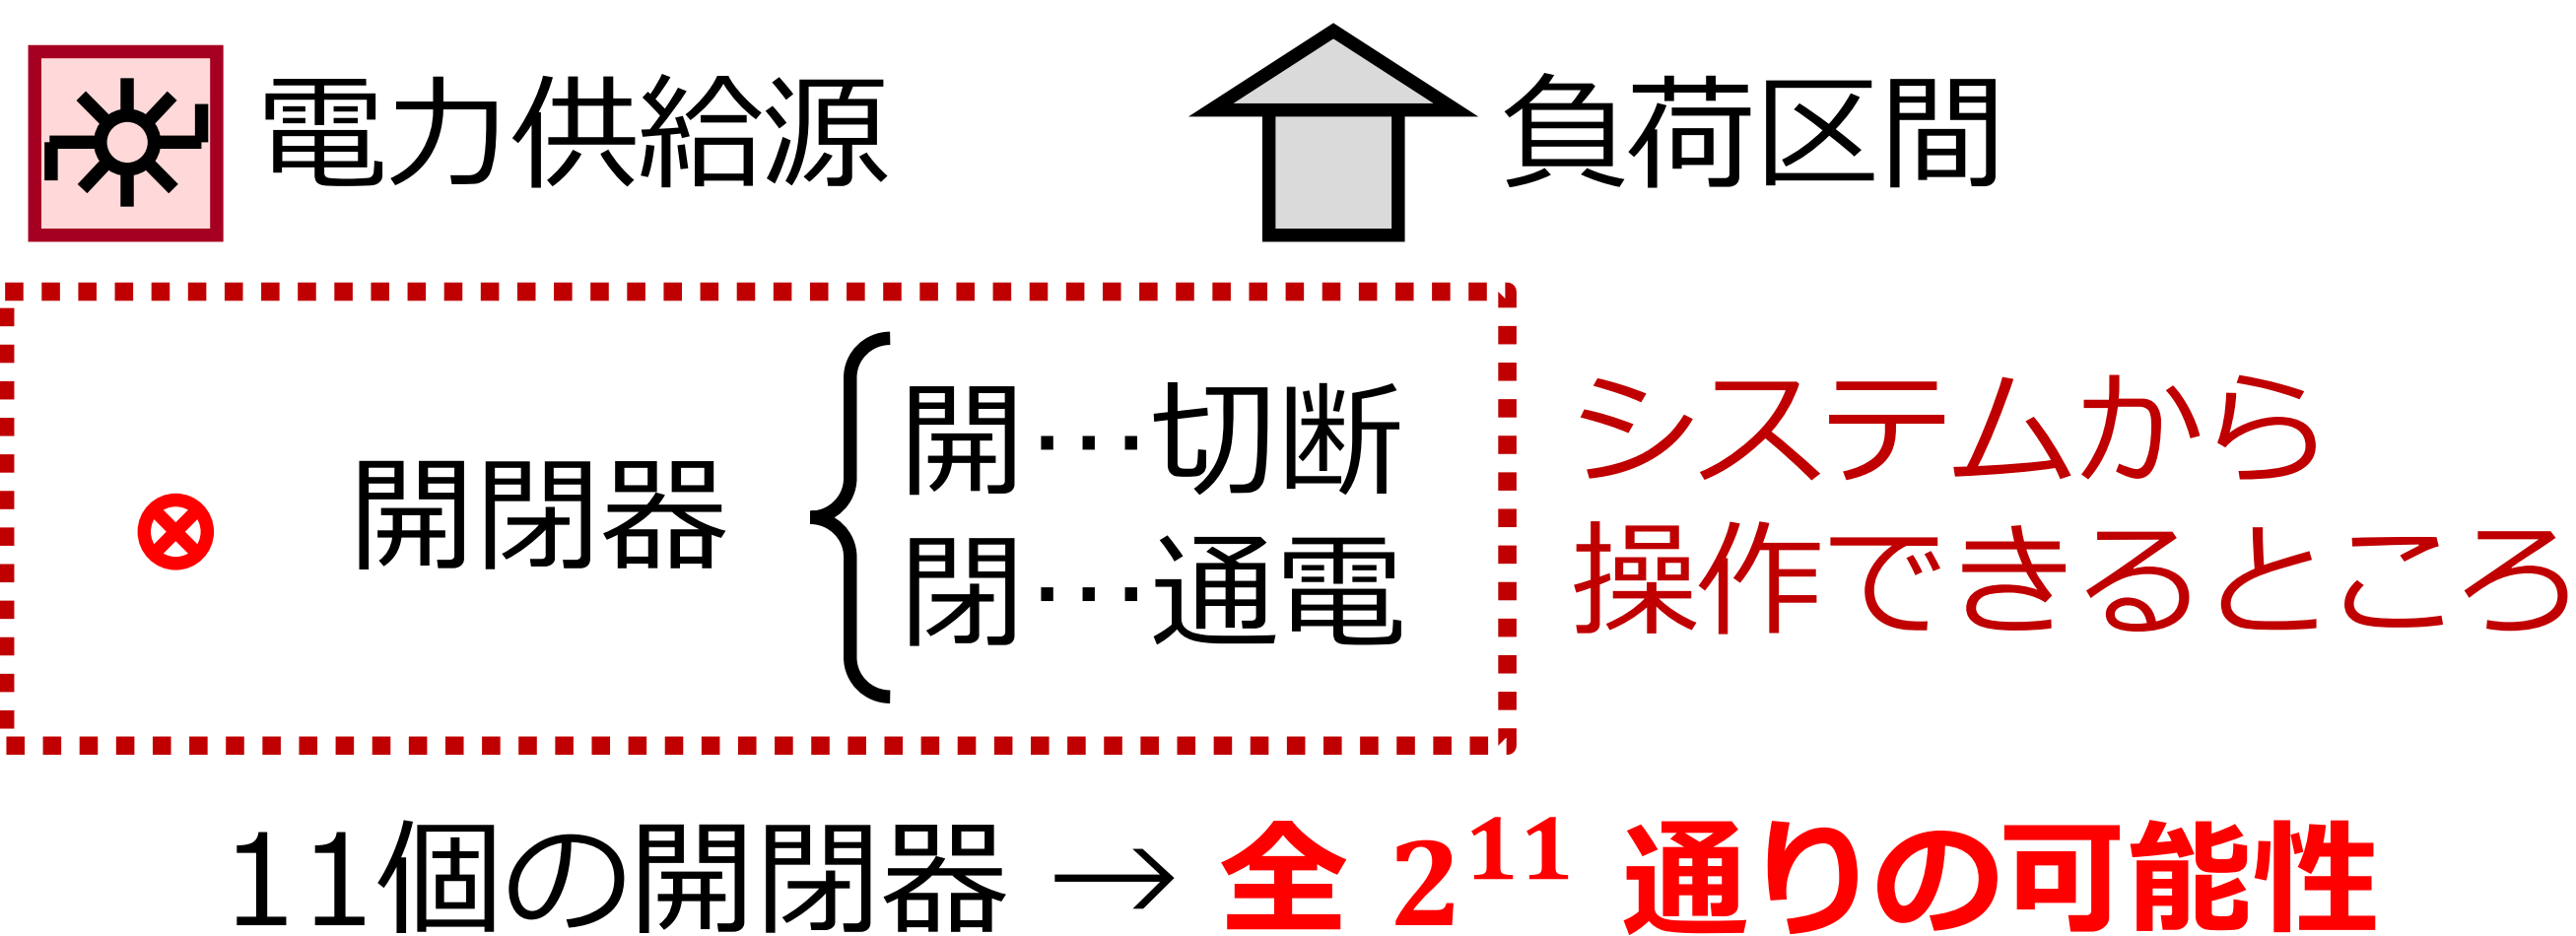 電力供給源
負荷区間
開閉器
開…切断
閉…通電
システムから
操作できるところ
11個の開閉器 → 全 2¹¹ 通りの可能性